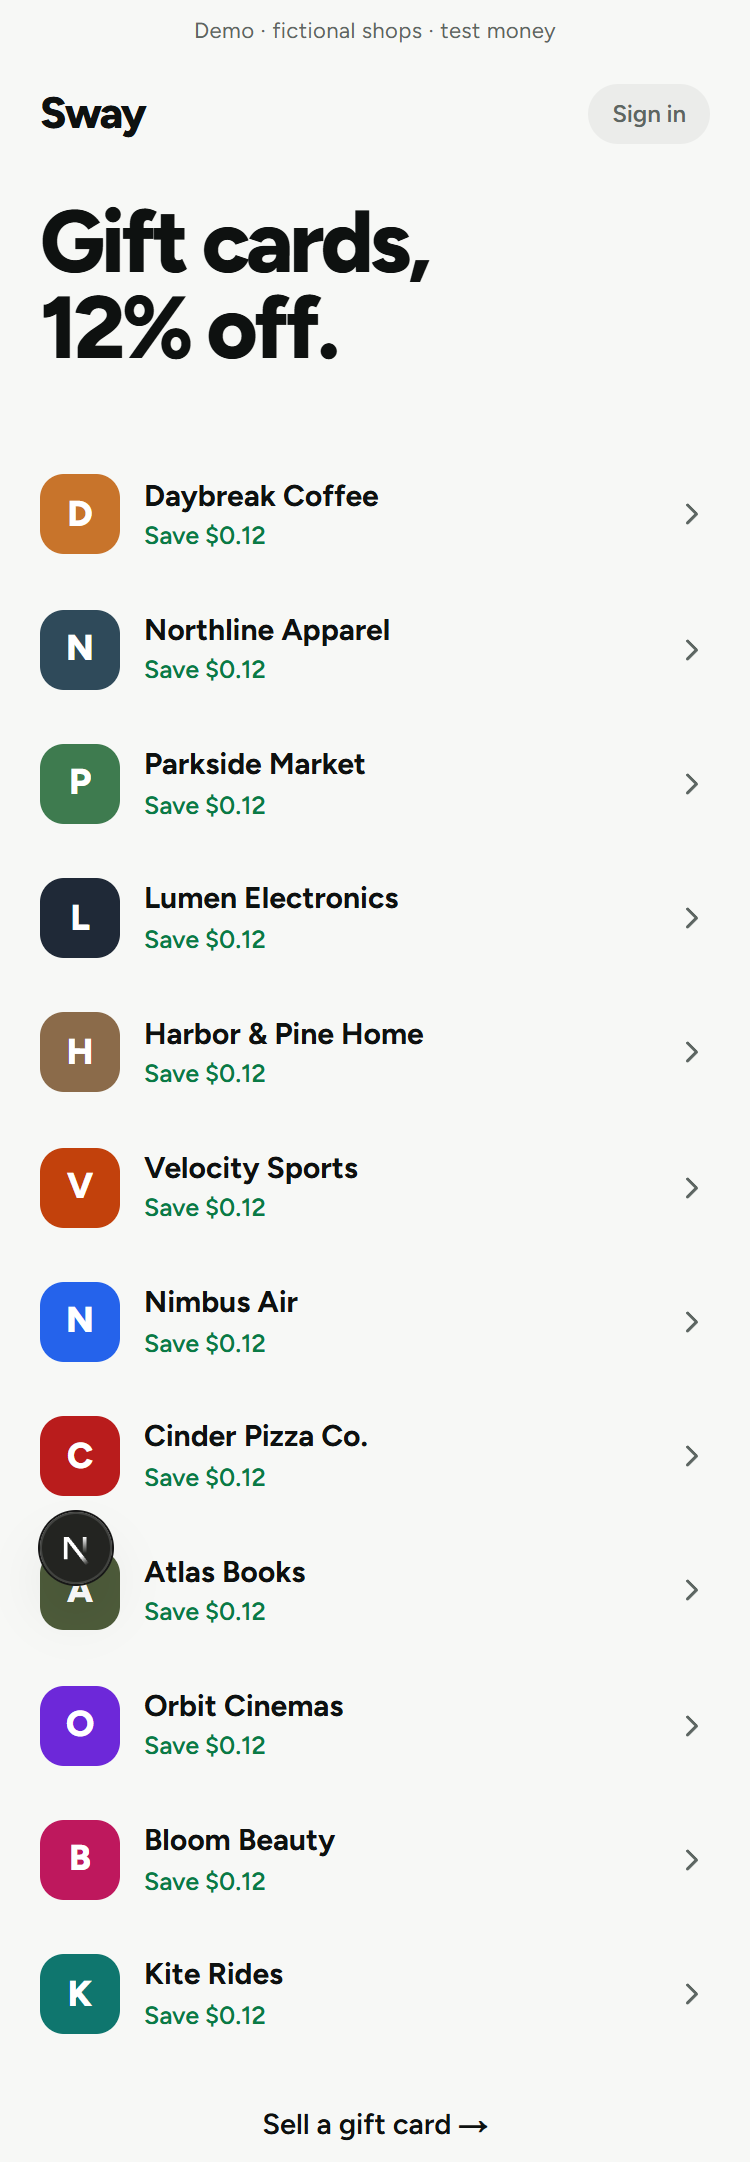 Demo · fictional shops · test money
Sway
Sign in
Gift cards,
12% off.
D
Daybreak Coffee
Save $0.12
N
Northline Apparel
Save $0.12
P
Parkside Market
Save $0.12
L
Lumen Electronics
Save $0.12
H
Harbor & Pine Home
Save $0.12
V
Velocity Sports
Save $0.12
N
Nimbus Air
Save $0.12
C
Cinder Pizza Co.
Save $0.12
N
A
Atlas Books
Save $0.12
O
Orbit Cinemas
Save $0.12
B
Bloom Beauty
Save $0.12
K
Kite Rides
Save $0.12
Sell a gift card →